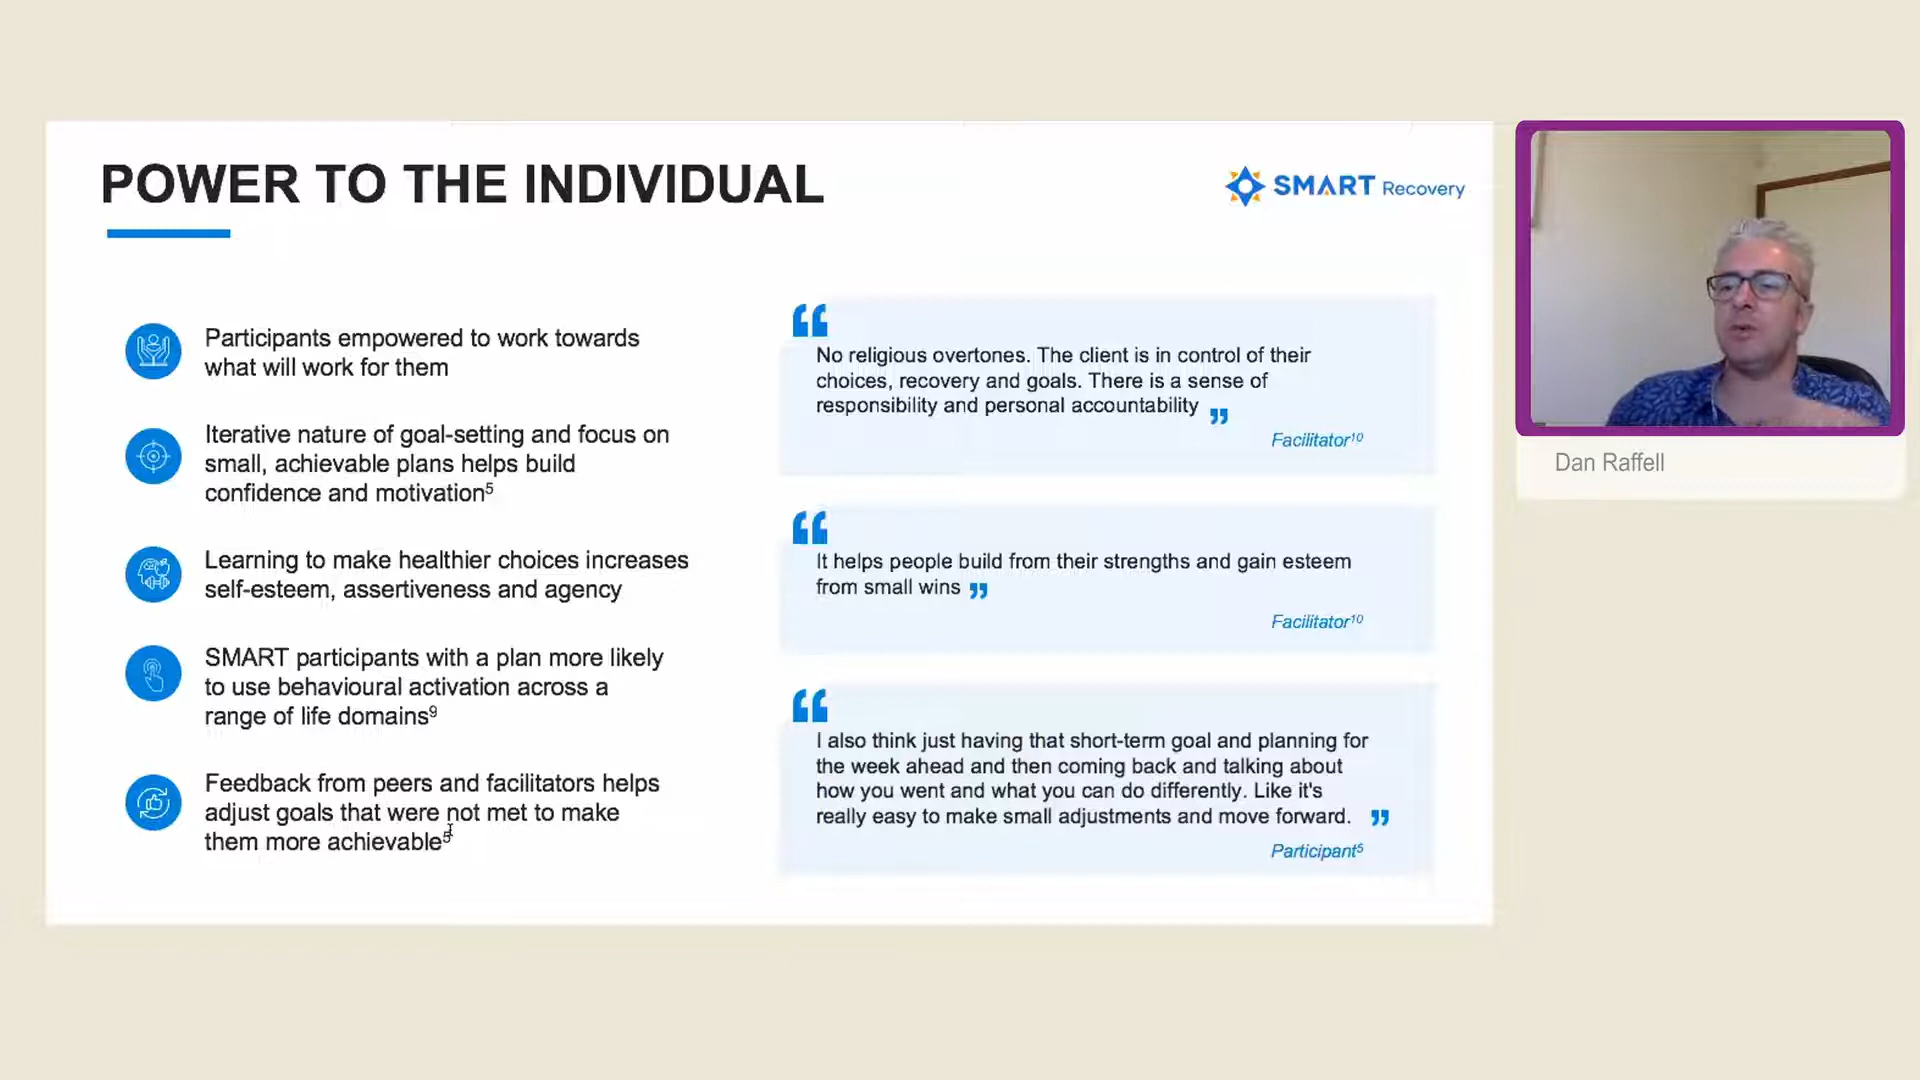 POWER TO THE INDIVIDUAL
SMART Recovery
Participants empowered to work towards
what will work for them
Iterative nature of goal-setting and focus on
small, achievable plans helps build
confidence and motivation⁵
Learning to make healthier choices increases
self-esteem, assertiveness and agency
SMART participants with a plan more likely
to use behavioural activation across a
range of life domains⁹
Feedback from peers and facilitators helps
adjust goals that were not met to make
them more achievable⁵
“No religious overtones. The client is in control of their
choices, recovery and goals. There is a sense of
responsibility and personal accountability”
Facilitator¹⁰
“It helps people build from their strengths and gain esteem
from small wins”
Facilitator¹⁰
“I also think just having that short-term goal and planning for
the week ahead and then coming back and talking about
how you went and what you can do differently. Like it's
really easy to make small adjustments and move forward.”
Participant⁵
Dan Raffell